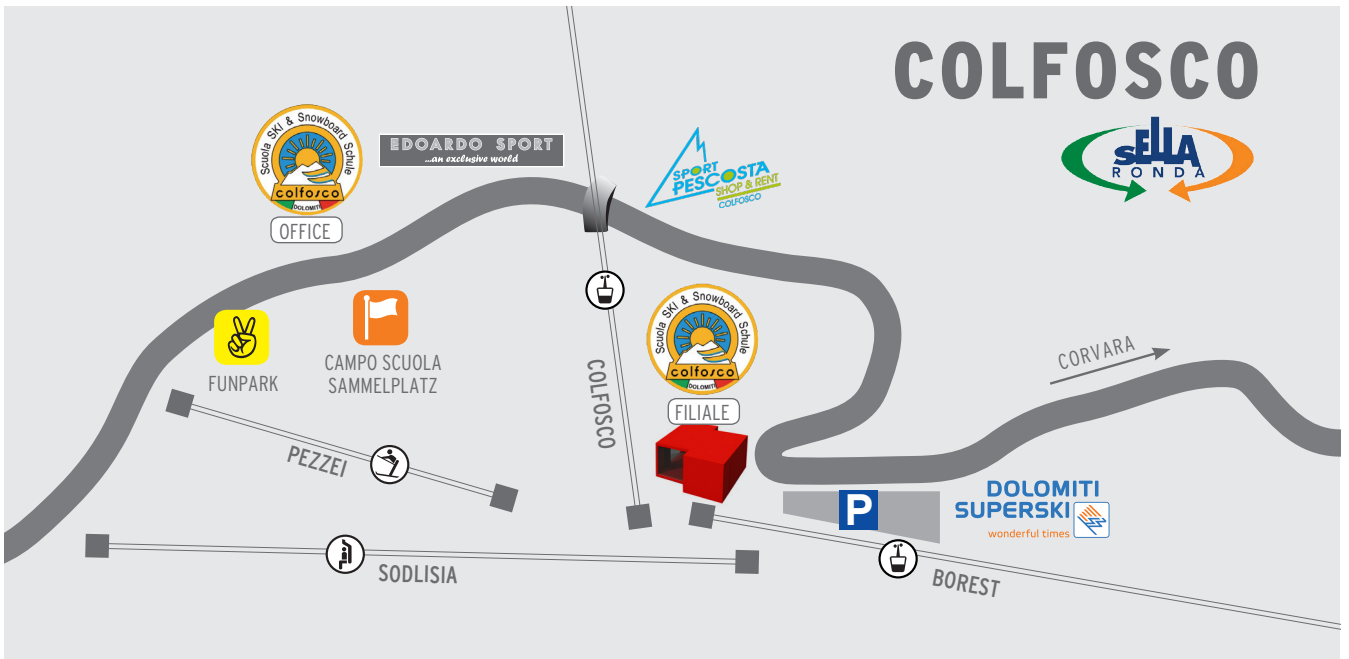 COLFOSCO
SELLA
RONDA
Scuola SKI & Snowboard Schule
colfosco
DOLOMITI
OFFICE
EDOARDO SPORT
...an exclusive world
SPORT
PESCOSTA
SHOP & RENT
COLFOSCO
FUNPARK
CAMPO SCUOLA
SAMMELPLATZ
COLFOSCO
Scuola SKI & Snowboard Schule
colfosco
DOLOMITI
FILIALE
CORVARA
PEZZEI
P
DOLOMITI
SUPERSKI
wonderful times
SODLISIA
BOREST